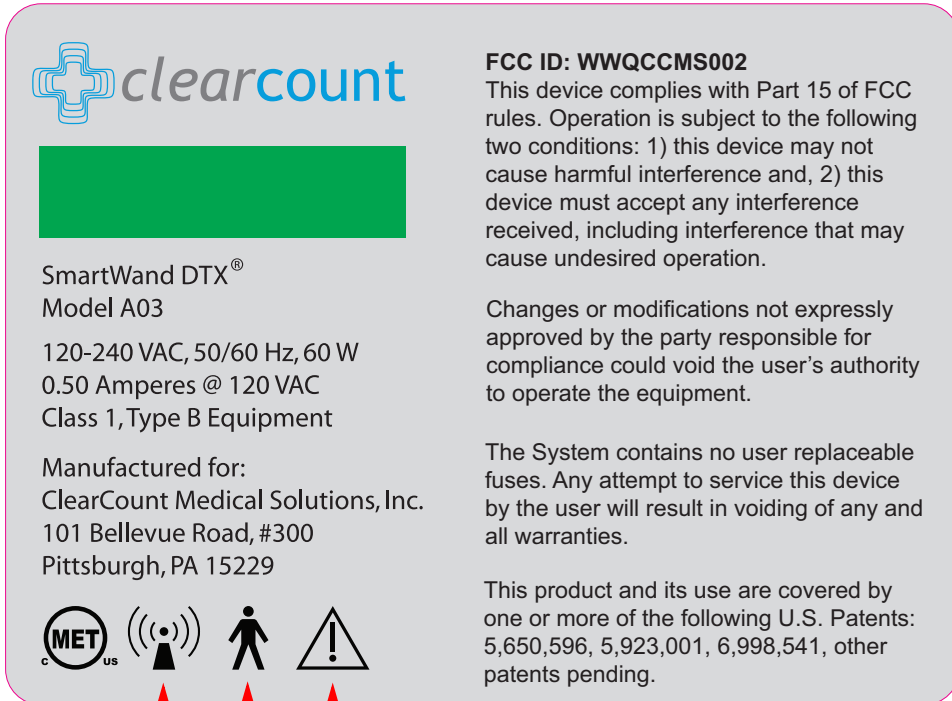 clearcount
SmartWand DTX®
Model A03
120-240 VAC, 50/60 Hz, 60 W
0.50 Amperes @ 120 VAC
Class 1, Type B Equipment
Manufactured for:
ClearCount Medical Solutions, Inc.
101 Bellevue Road, #300
Pittsburgh, PA 15229
c MET us
FCC ID: WWQCCMS002
This device complies with Part 15 of FCC
rules. Operation is subject to the following
two conditions: 1) this device may not
cause harmful interference and, 2) this
device must accept any interference
received, including interference that may
cause undesired operation.
Changes or modifications not expressly
approved by the party responsible for
compliance could void the user’s authority
to operate the equipment.
The System contains no user replaceable
fuses. Any attempt to service this device
by the user will result in voiding of any and
all warranties.
This product and its use are covered by
one or more of the following U.S. Patents:
5,650,596, 5,923,001, 6,998,541, other
patents pending.